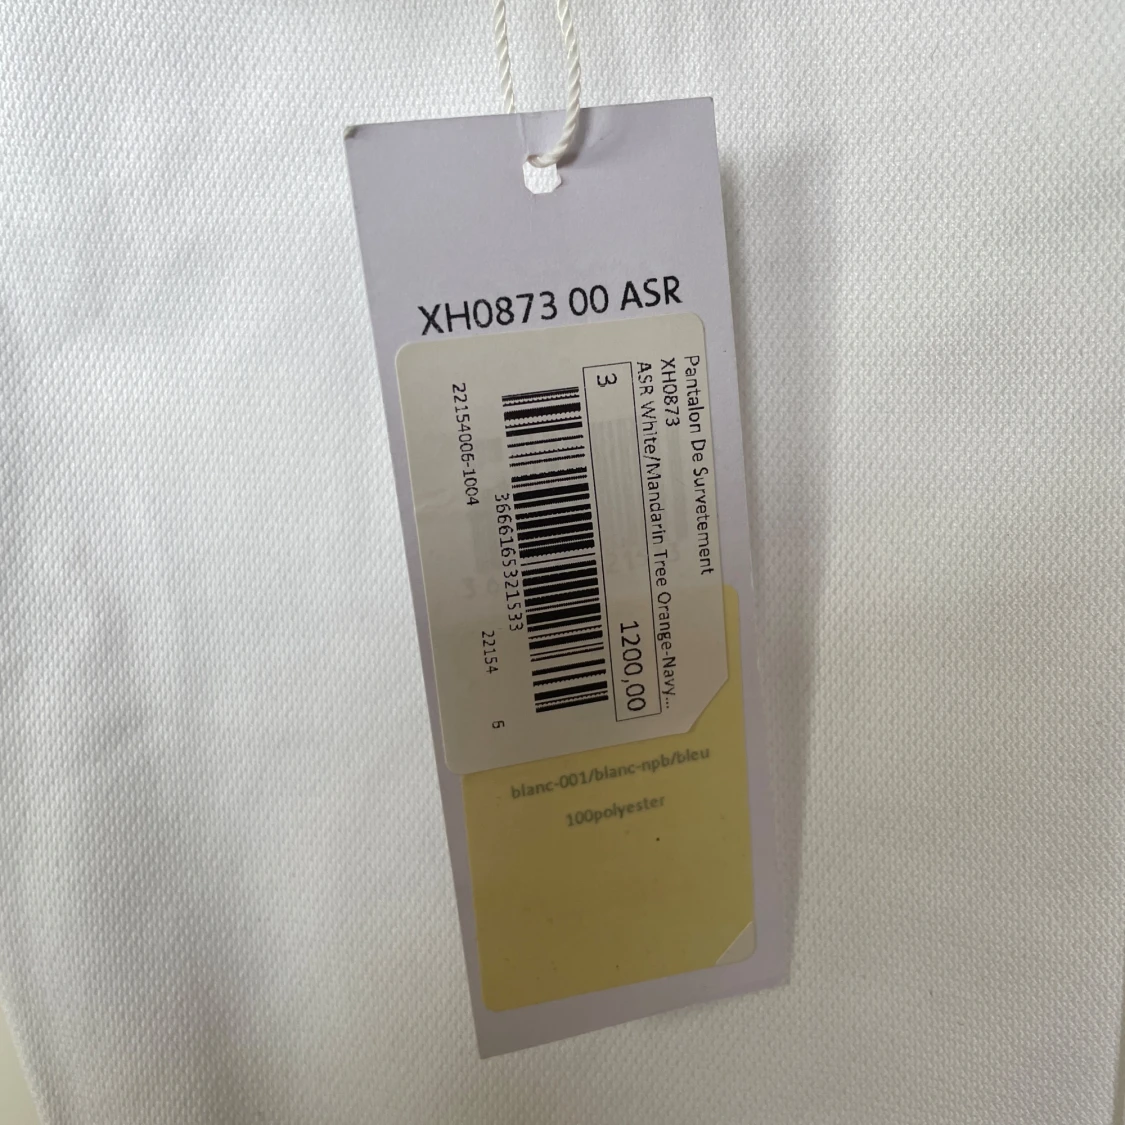 XH0873 00 ASR
Pantalon De Survetement
XH0873
ASR White/Mandarin Tree Orange-Navy...
3 1200,00
3666165321533
22154006-1004 22154 6
blanc-001/blanc-npb/bleu
100polyester